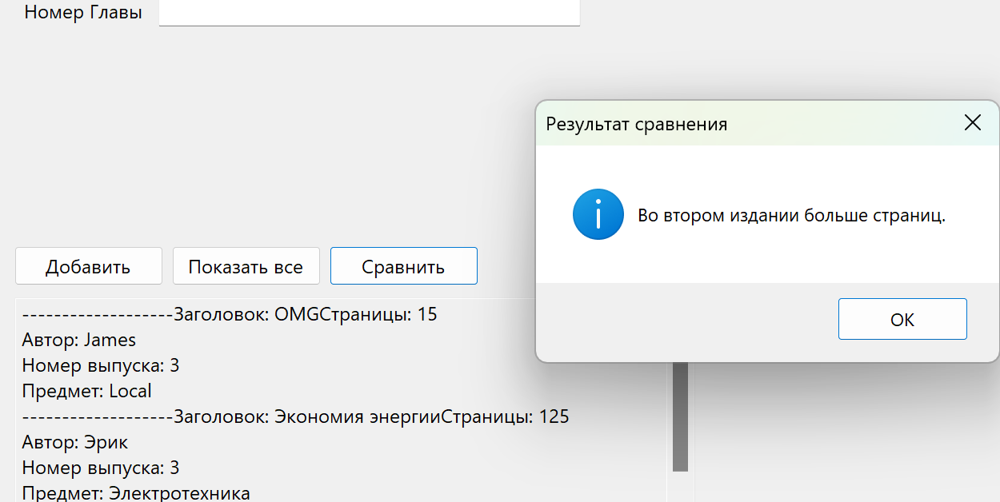 Номер Главы
Результат сравнения
Во втором издании больше страниц.
ОК
Добавить
Показать все
Сравнить
-------------------Заголовок: OMGСтраницы: 15
Автор: James
Номер выпуска: 3
Предмет: Local
-------------------Заголовок: Экономия энергииСтраницы: 125
Автор: Эрик
Номер выпуска: 3
Предмет: Электротехника